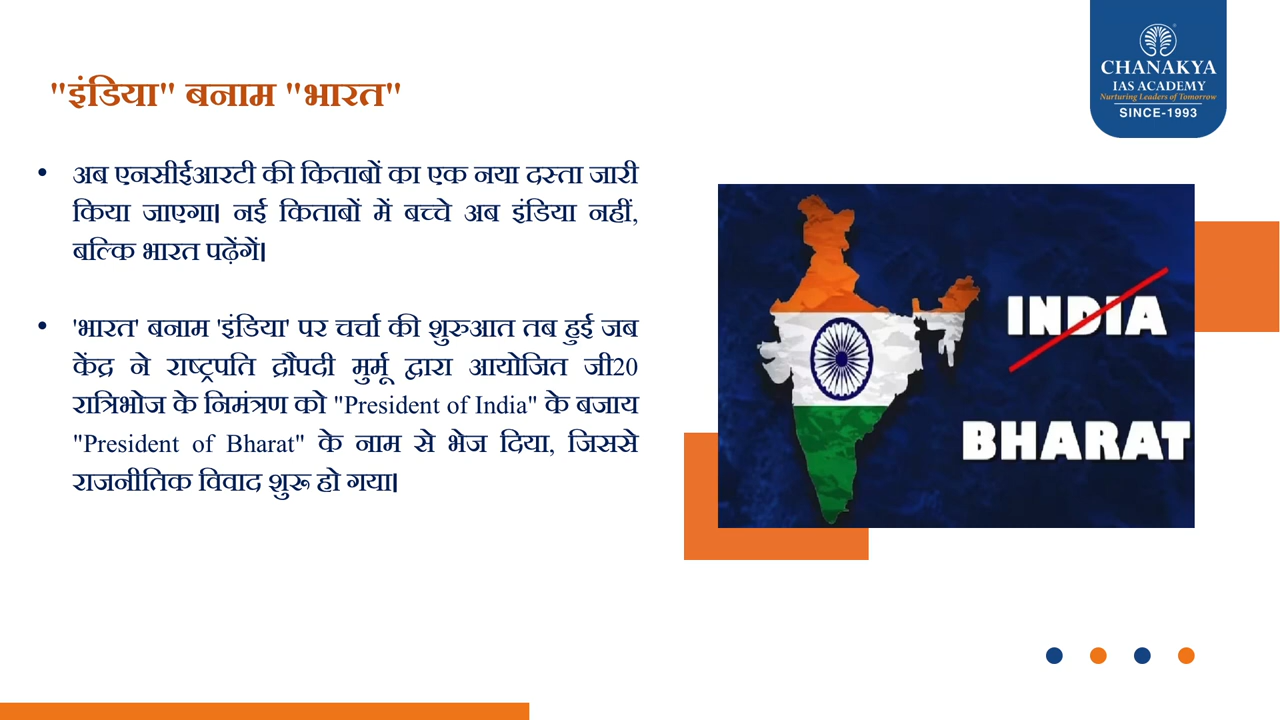 "इंडिया" बनाम "भारत"
CHANAKYA
IAS ACADEMY
Nurturing Leaders of Tomorrow
SINCE-1993
• अब एनसीईआरटी की किताबों का एक नया दस्ता जारी
किया जाएगा। नई किताबों में बच्चे अब इंडिया नहीं,
बल्कि भारत पढ़ेंगें।
• 'भारत' बनाम 'इंडिया' पर चर्चा की शुरुआत तब हुई जब
केंद्र ने राष्ट्रपति द्रौपदी मुर्मू द्वारा आयोजित जी20
रात्रिभोज के निमंत्रण को "President of India" के बजाय
"President of Bharat" के नाम से भेज दिया, जिससे
राजनीतिक विवाद शुरू हो गया।
INDIA
BHARAT